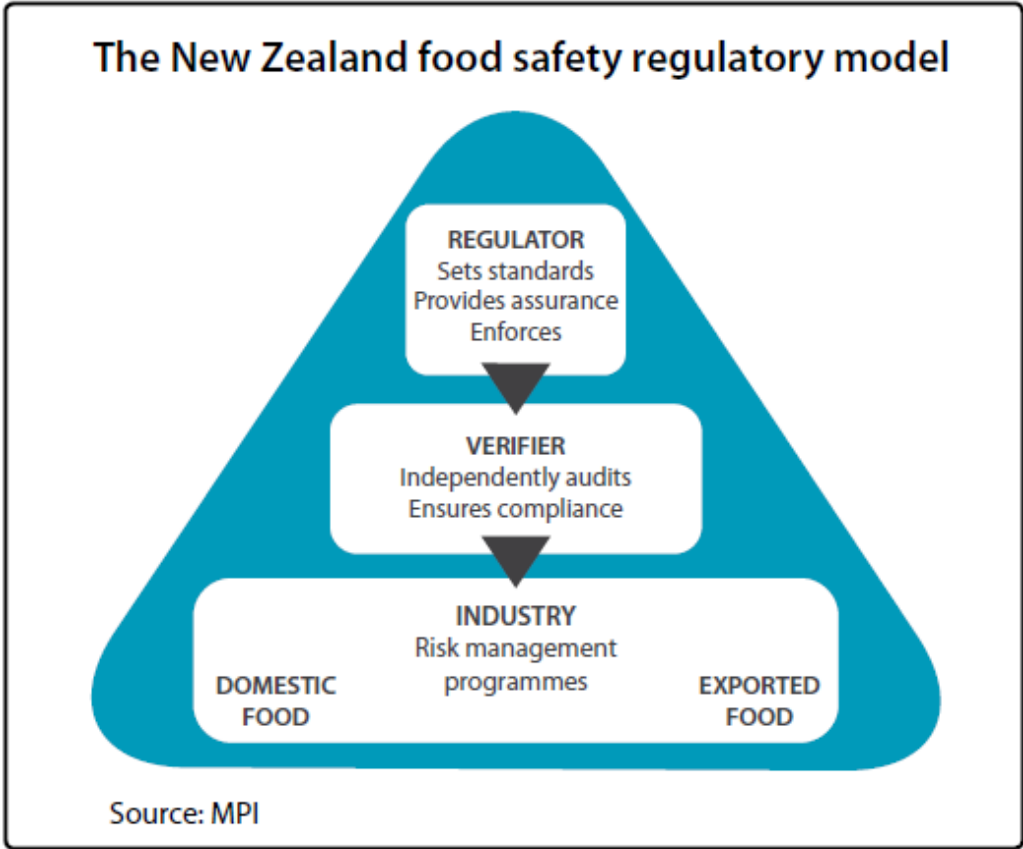 The New Zealand food safety regulatory model
REGULATOR
Sets standards
Provides assurance
Enforces
VERIFIER
Independently audits
Ensures compliance
INDUSTRY
Risk management
programmes
DOMESTIC
FOOD
EXPORTED
FOOD
Source: MPI